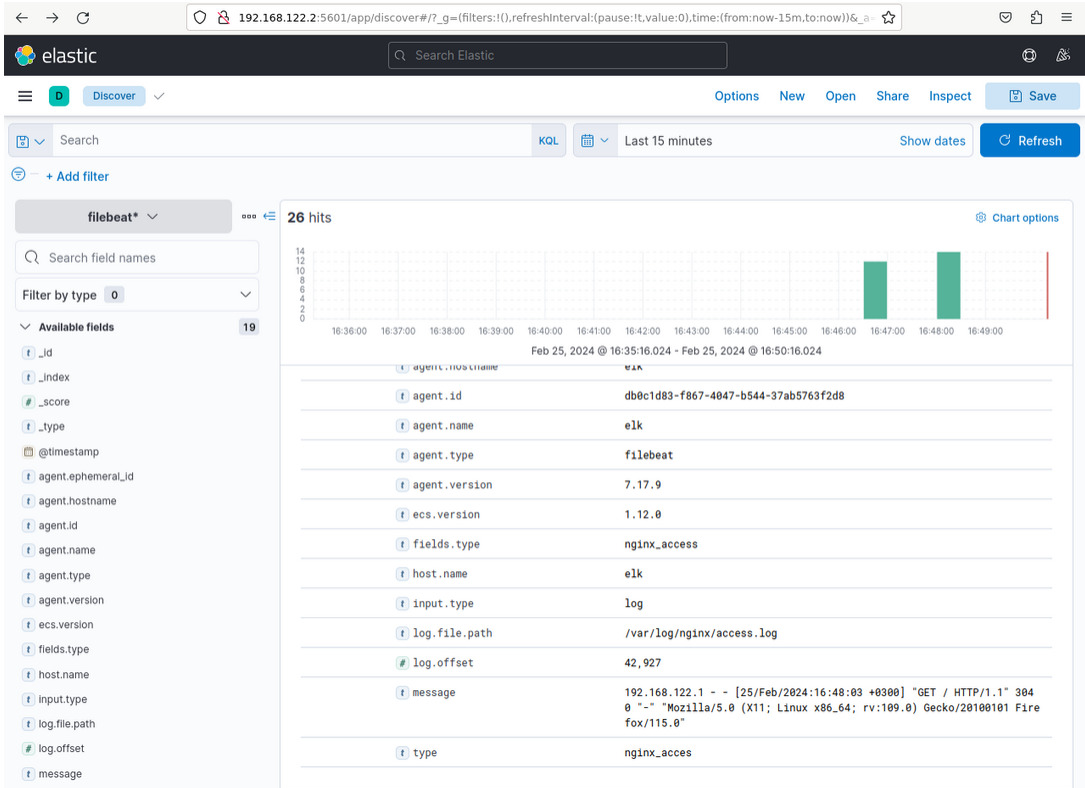 192.168.122.2:5601/app/discover#/?_g=(filters:!(),refreshInterval:(pause:!t,value:0),time:(from:now-15m,to:now))&_a=
elastic
Search Elastic
D
Discover
Options
New
Open
Share
Inspect
Save
Search
KQL
Last 15 minutes
Show dates
Refresh
+ Add filter
filebeat*
Search field names
Filter by type 0
Available fields 19
t _id
t _index
# _score
t _type
@timestamp
t agent.ephemeral_id
t agent.hostname
t agent.id
t agent.name
t agent.type
t agent.version
t ecs.version
t fields.type
t host.name
t input.type
t log.file.path
# log.offset
t message
26 hits
Chart options
14
12
10
8
6
4
2
0
16:36:00 16:37:00 16:38:00 16:39:00 16:40:00 16:41:00 16:42:00 16:43:00 16:44:00 16:45:00 16:46:00 16:47:00 16:48:00 16:49:00
Feb 25, 2024 @ 16:35:16.024 - Feb 25, 2024 @ 16:50:16.024
t agent.hostname elk
t agent.id db0c1d83-f867-4047-b544-37ab5763f2d8
t agent.name elk
t agent.type filebeat
t agent.version 7.17.9
t ecs.version 1.12.0
t fields.type nginx_access
t host.name elk
t input.type log
t log.file.path /var/log/nginx/access.log
# log.offset 42,927
t message 192.168.122.1 - - [25/Feb/2024:16:48:03 +0300] "GET / HTTP/1.1" 304
0 "-" "Mozilla/5.0 (X11; Linux x86_64; rv:109.0) Gecko/20100101 Fire
fox/115.0"
t type nginx_acces